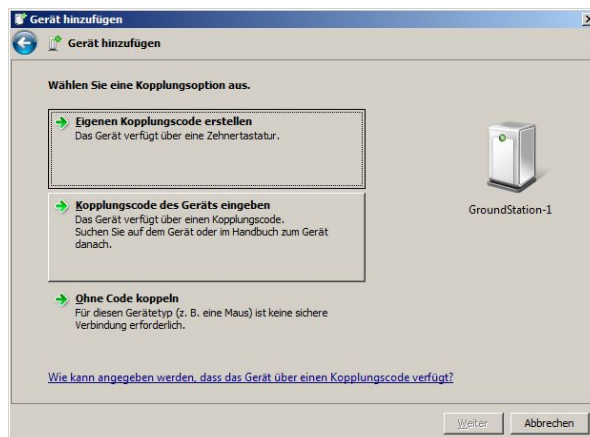 Gerät hinzufügen
Gerät hinzufügen
Wählen Sie eine Kopplungsoption aus.
Eigenen Kopplungscode erstellen
Das Gerät verfügt über eine Zehnertastatur.
Kopplungscode des Geräts eingeben
Das Gerät verfügt über einen Kopplungscode.
Suchen Sie auf dem Gerät oder im Handbuch zum Gerät
danach.
GroundStation-1
Ohne Code koppeln
Für diesen Gerätetyp (z. B. eine Maus) ist keine sichere
Verbindung erforderlich.
Wie kann angegeben werden, dass das Gerät über einen Kopplungscode verfügt?
Weiter
Abbrechen